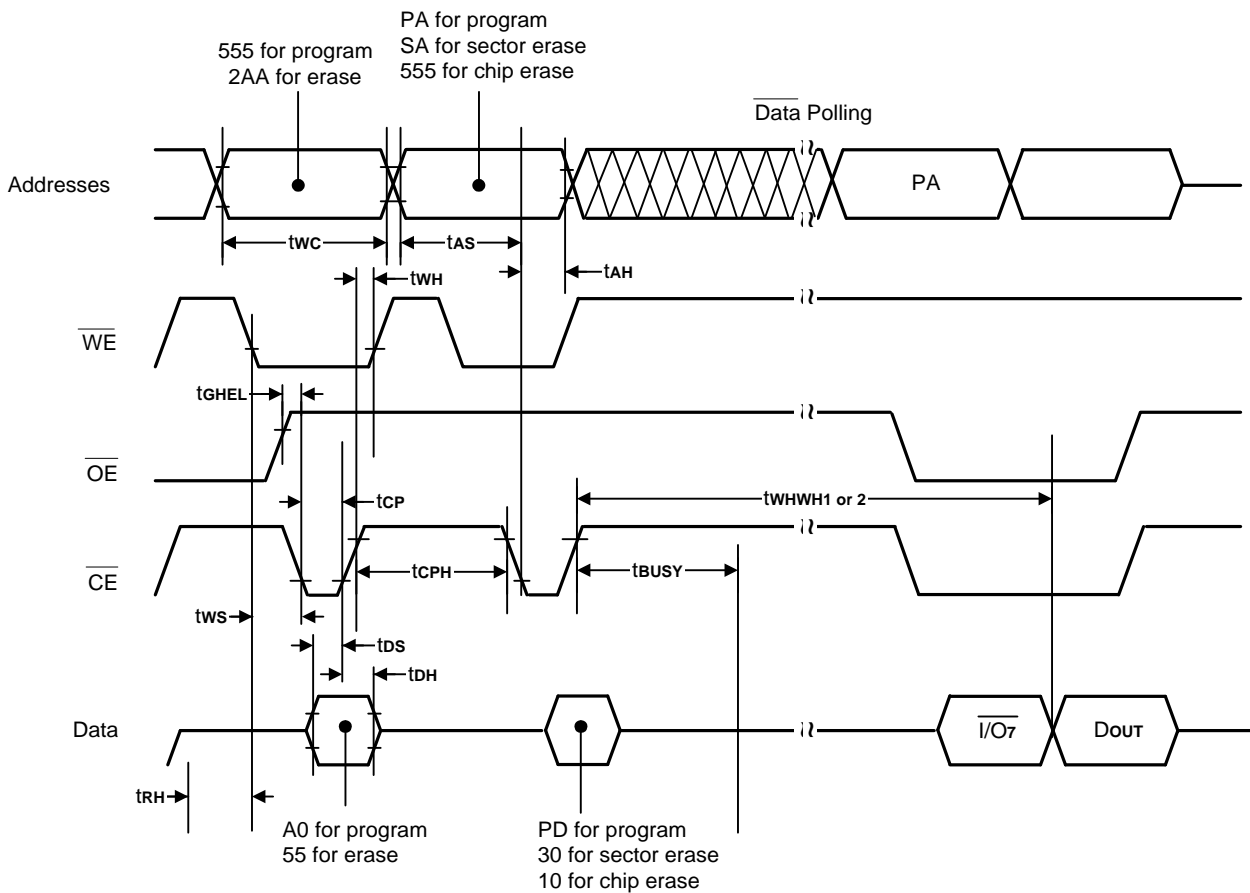 555 for program
2AA for erase
PA for program
SA for sector erase
555 for chip erase
Data Polling
Addresses
PA
tWC
tAS
tWH
tAH
WE
tGHEL
OE
tCP
tWHWH1 or 2
CE
tCPH
tBUSY
tWS
tDS
tDH
Data
I/O7
DOUT
tRH
A0 for program
55 for erase
PD for program
30 for sector erase
10 for chip erase